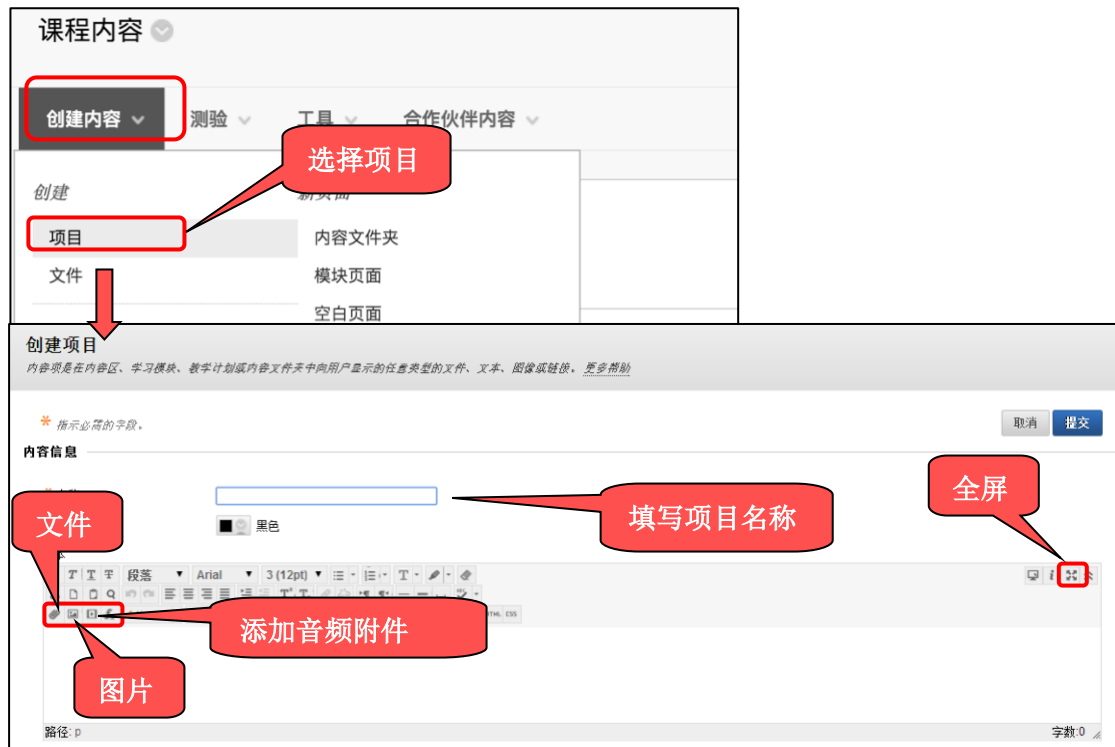 课程内容
创建内容 测验 工具 合作伙伴内容
选择项目
创建 新页面
项目 内容文件夹
文件 模块页面
空白页面
创建项目
内容项是在内容区、学习模块、教学计划或内容文件夹中向用户显示的任意类型的文件、文本、图像或链接。 更多帮助
* 指示必需的字段。 取消 提交
内容信息
全屏
文件
填写项目名称
黑色
T T T 段落 Arial 3 (12pt) T
HTML CSS
添加音频附件
图片
路径: p 字数:0